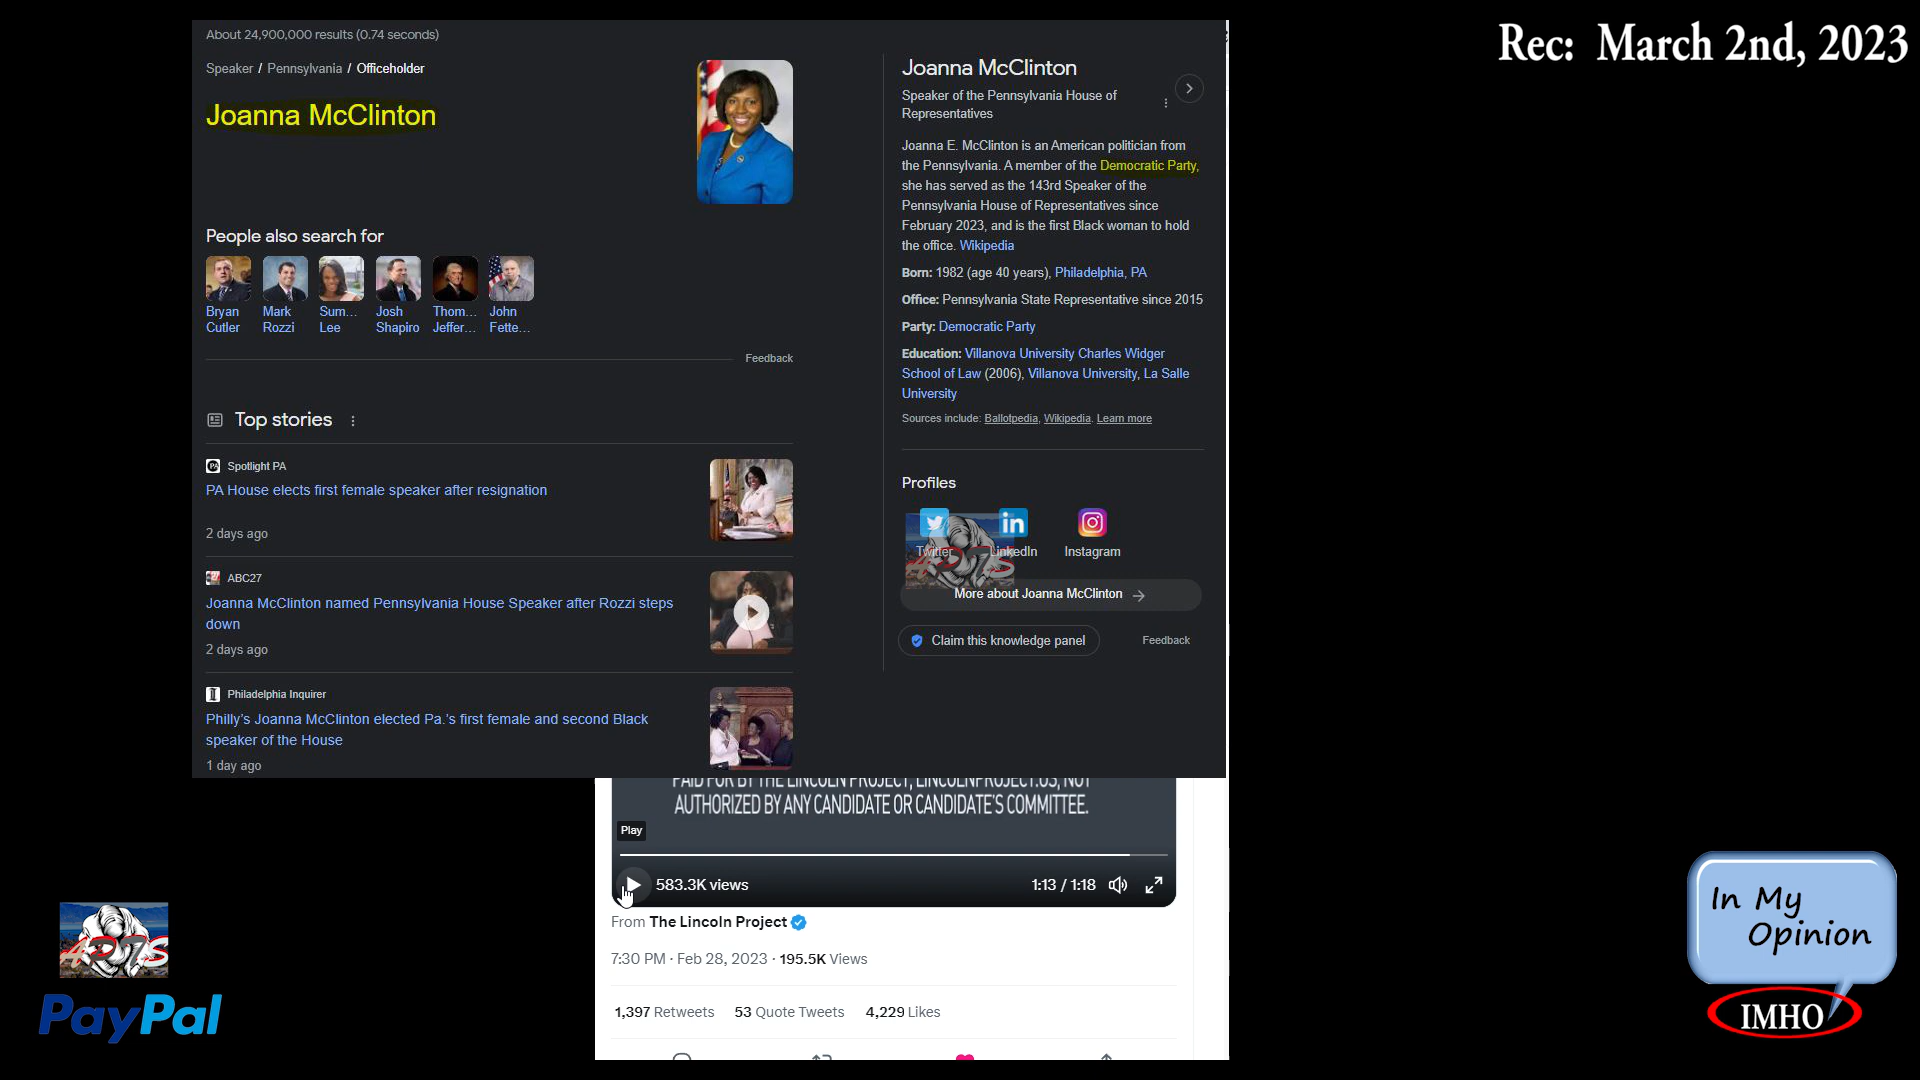 About 24,900,000 results (0.74 seconds)
Rec: March 2nd, 2023
Speaker / Pennsylvania / Officeholder
Joanna McClinton
People also search for
Bryan Cutler
Mark Rozzi
Sum... Lee
Josh Shapiro
Thom... Jeffer...
John Fette...
Feedback
Top stories
Spotlight PA
PA House elects first female speaker after resignation
2 days ago
ABC27
Joanna McClinton named Pennsylvania House Speaker after Rozzi steps
down
2 days ago
Philadelphia Inquirer
Philly's Joanna McClinton elected Pa.'s first female and second Black
speaker of the House
1 day ago
Joanna McClinton
Speaker of the Pennsylvania House of
Representatives
Joanna E. McClinton is an American politician from
the Pennsylvania. A member of the Democratic Party,
she has served as the 143rd Speaker of the
Pennsylvania House of Representatives since
February 2023, and is the first Black woman to hold
the office. Wikipedia
Born: 1982 (age 40 years), Philadelphia, PA
Office: Pennsylvania State Representative since 2015
Party: Democratic Party
Education: Villanova University Charles Widger
School of Law (2006), Villanova University, La Salle
University
Sources include: Ballotpedia, Wikipedia. Learn more
Profiles
Twitter
LinkedIn
Instagram
More about Joanna McClinton →
Claim this knowledge panel
Feedback
PAID FOR BY THE LINCOLN PROJECT, LINCOLNPROJECT.US, NOT
AUTHORIZED BY ANY CANDIDATE OR CANDIDATE'S COMMITTEE.
Play
583.3K views
1:13 / 1:18
From The Lincoln Project
7:30 PM · Feb 28, 2023 · 195.5K Views
1,397 Retweets 53 Quote Tweets 4,229 Likes
PayPal
In My
Opinion
IMHO